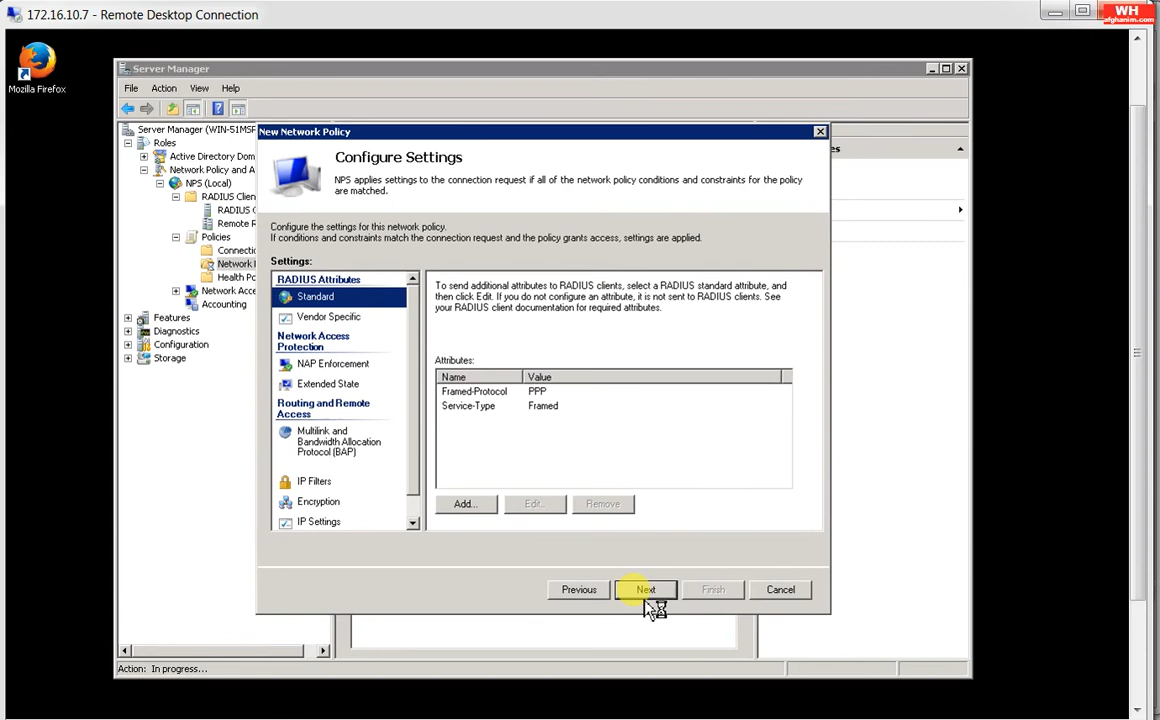 172.16.10.7 - Remote Desktop Connection
WH
afghanim.com
Mozilla Firefox
Server Manager
File Action View Help
Server Manager (WIN-51MSF
Roles
Active Directory Dom
Network Policy and A
NPS (Local)
RADIUS Clien
RADIUS C
Remote R
Policies
Connectio
Network I
Health Po
Network Acce
Accounting
Features
Diagnostics
Configuration
Storage
es
New Network Policy
Configure Settings
NPS applies settings to the connection request if all of the network policy conditions and constraints for the policy
are matched.
Configure the settings for this network policy.
If conditions and constraints match the connection request and the policy grants access, settings are applied.
Settings:
RADIUS Attributes
Standard
Vendor Specific
Network Access
Protection
NAP Enforcement
Extended State
Routing and Remote
Access
Multilink and
Bandwidth Allocation
Protocol (BAP)
IP Filters
Encryption
IP Settings
To send additional attributes to RADIUS clients, select a RADIUS standard attribute, and
then click Edit. If you do not configure an attribute, it is not sent to RADIUS clients. See
your RADIUS client documentation for required attributes.
Attributes:
Name Value
Framed-Protocol PPP
Service-Type Framed
Add... Edit... Remove
Previous Next Finish Cancel
Action: In progress...